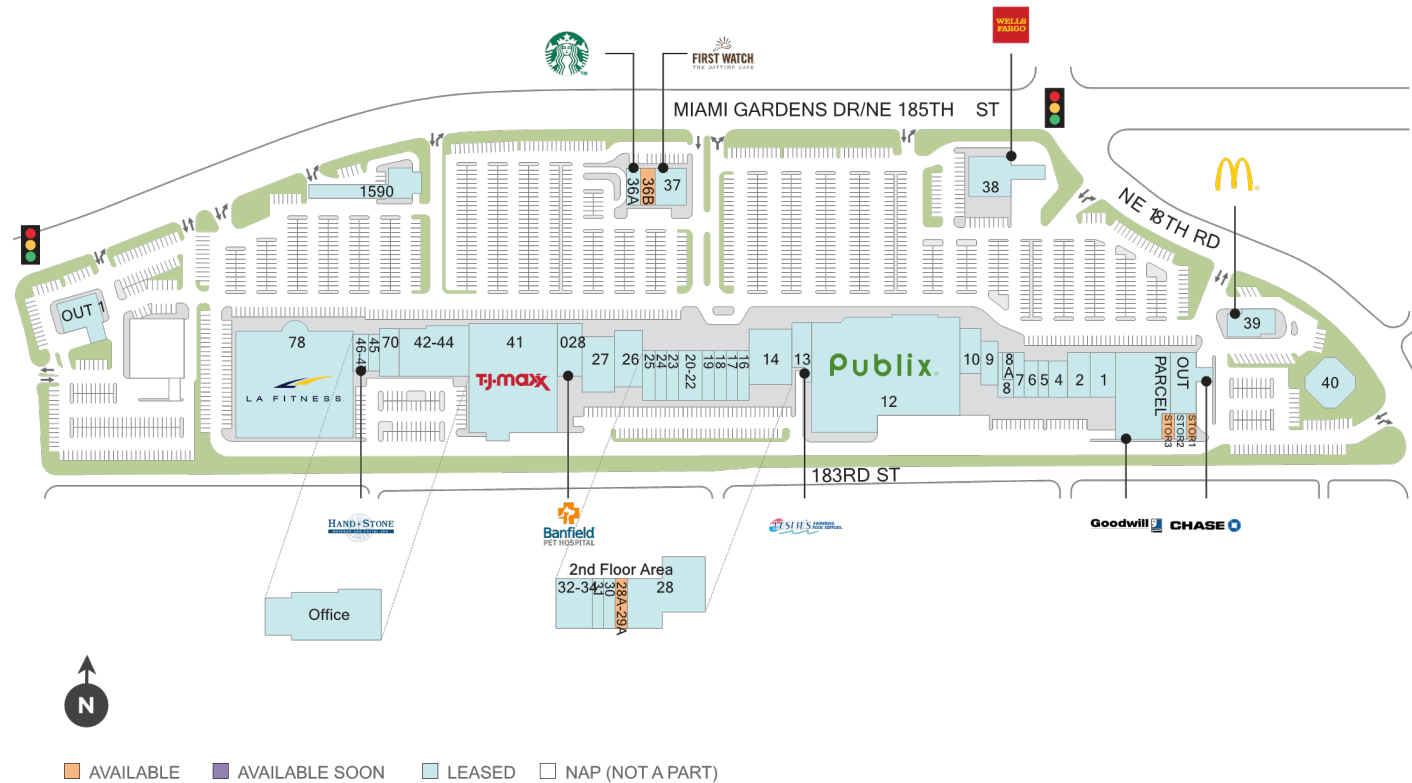 WELLS
FARGO
FIRST WATCH
THE DAYTIME CAFE
MIAMI GARDENS DR/NE 185TH ST
NE 18TH RD
1590
36A
36B
37
38
39
40
OUT 1
78
LA FITNESS
46-4
45
70
42-44
41
T.J.maxx
028
27
26
25
24
23
20-22
19
18
17
16
14
13
Publix
12
10
9
8A
8
7
6
5
4
2
1
OUT
PARCEL
STOR1
STOR2
STOR3
183RD ST
HAND & STONE
Banfield
PET HOSPITAL
LESLIE'S
Goodwill
CHASE
2nd Floor Area
32-34
31
30
28A-29A
28
Office
N
AVAILABLE
AVAILABLE SOON
LEASED
NAP (NOT A PART)